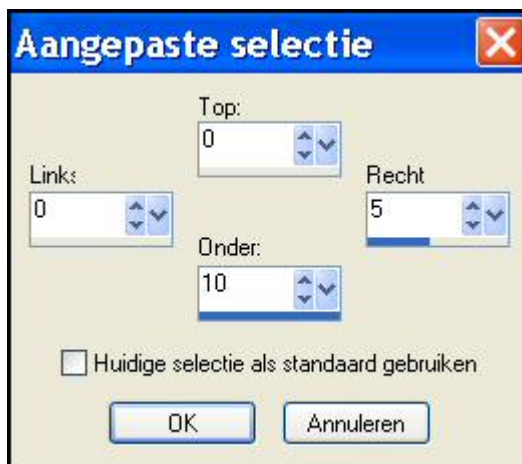 Aangepaste selectie
Top:
0
Links
0
Recht
5
Onder:
10
Huidige selectie als standaard gebruiken
OK
Annuleren